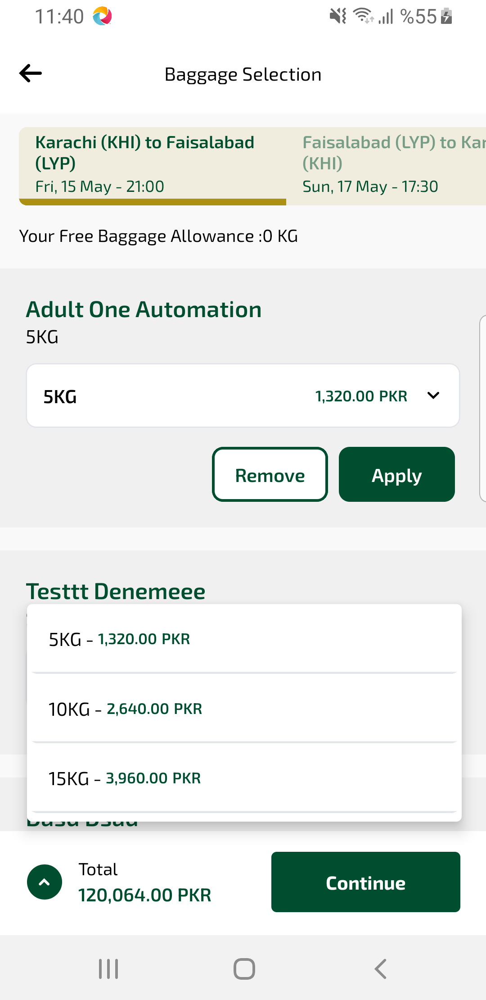 11:40
%55
Baggage Selection
Karachi (KHI) to Faisalabad
(LYP)
Fri, 15 May - 21:00
Faisalabad (LYP) to Kar
(KHI)
Sun, 17 May - 17:30
Your Free Baggage Allowance :0 KG
Adult One Automation
5KG
5KG
1,320.00 PKR
Remove
Apply
Testtt Denemeee
5KG - 1,320.00 PKR
10KG - 2,640.00 PKR
15KG - 3,960.00 PKR
Total
120,064.00 PKR
Continue